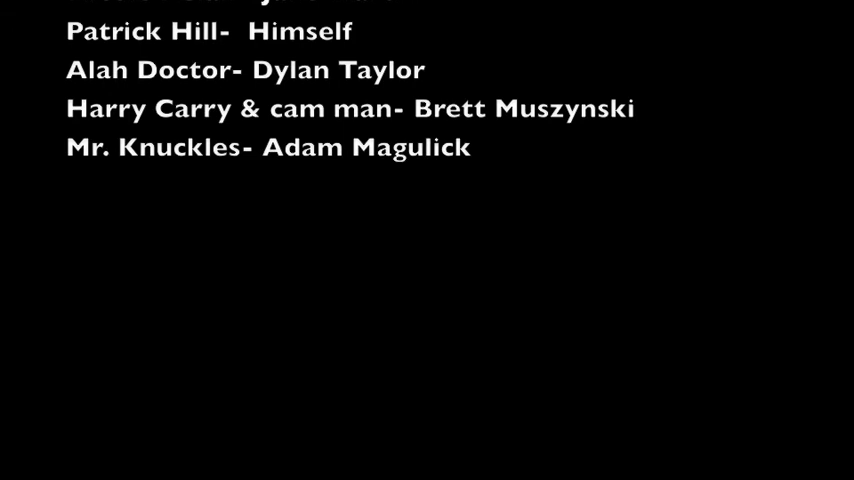 Patrick Hill-  Himself
Alah Doctor- Dylan Taylor
Harry Carry & cam man- Brett Muszynski
Mr. Knuckles- Adam Magulick